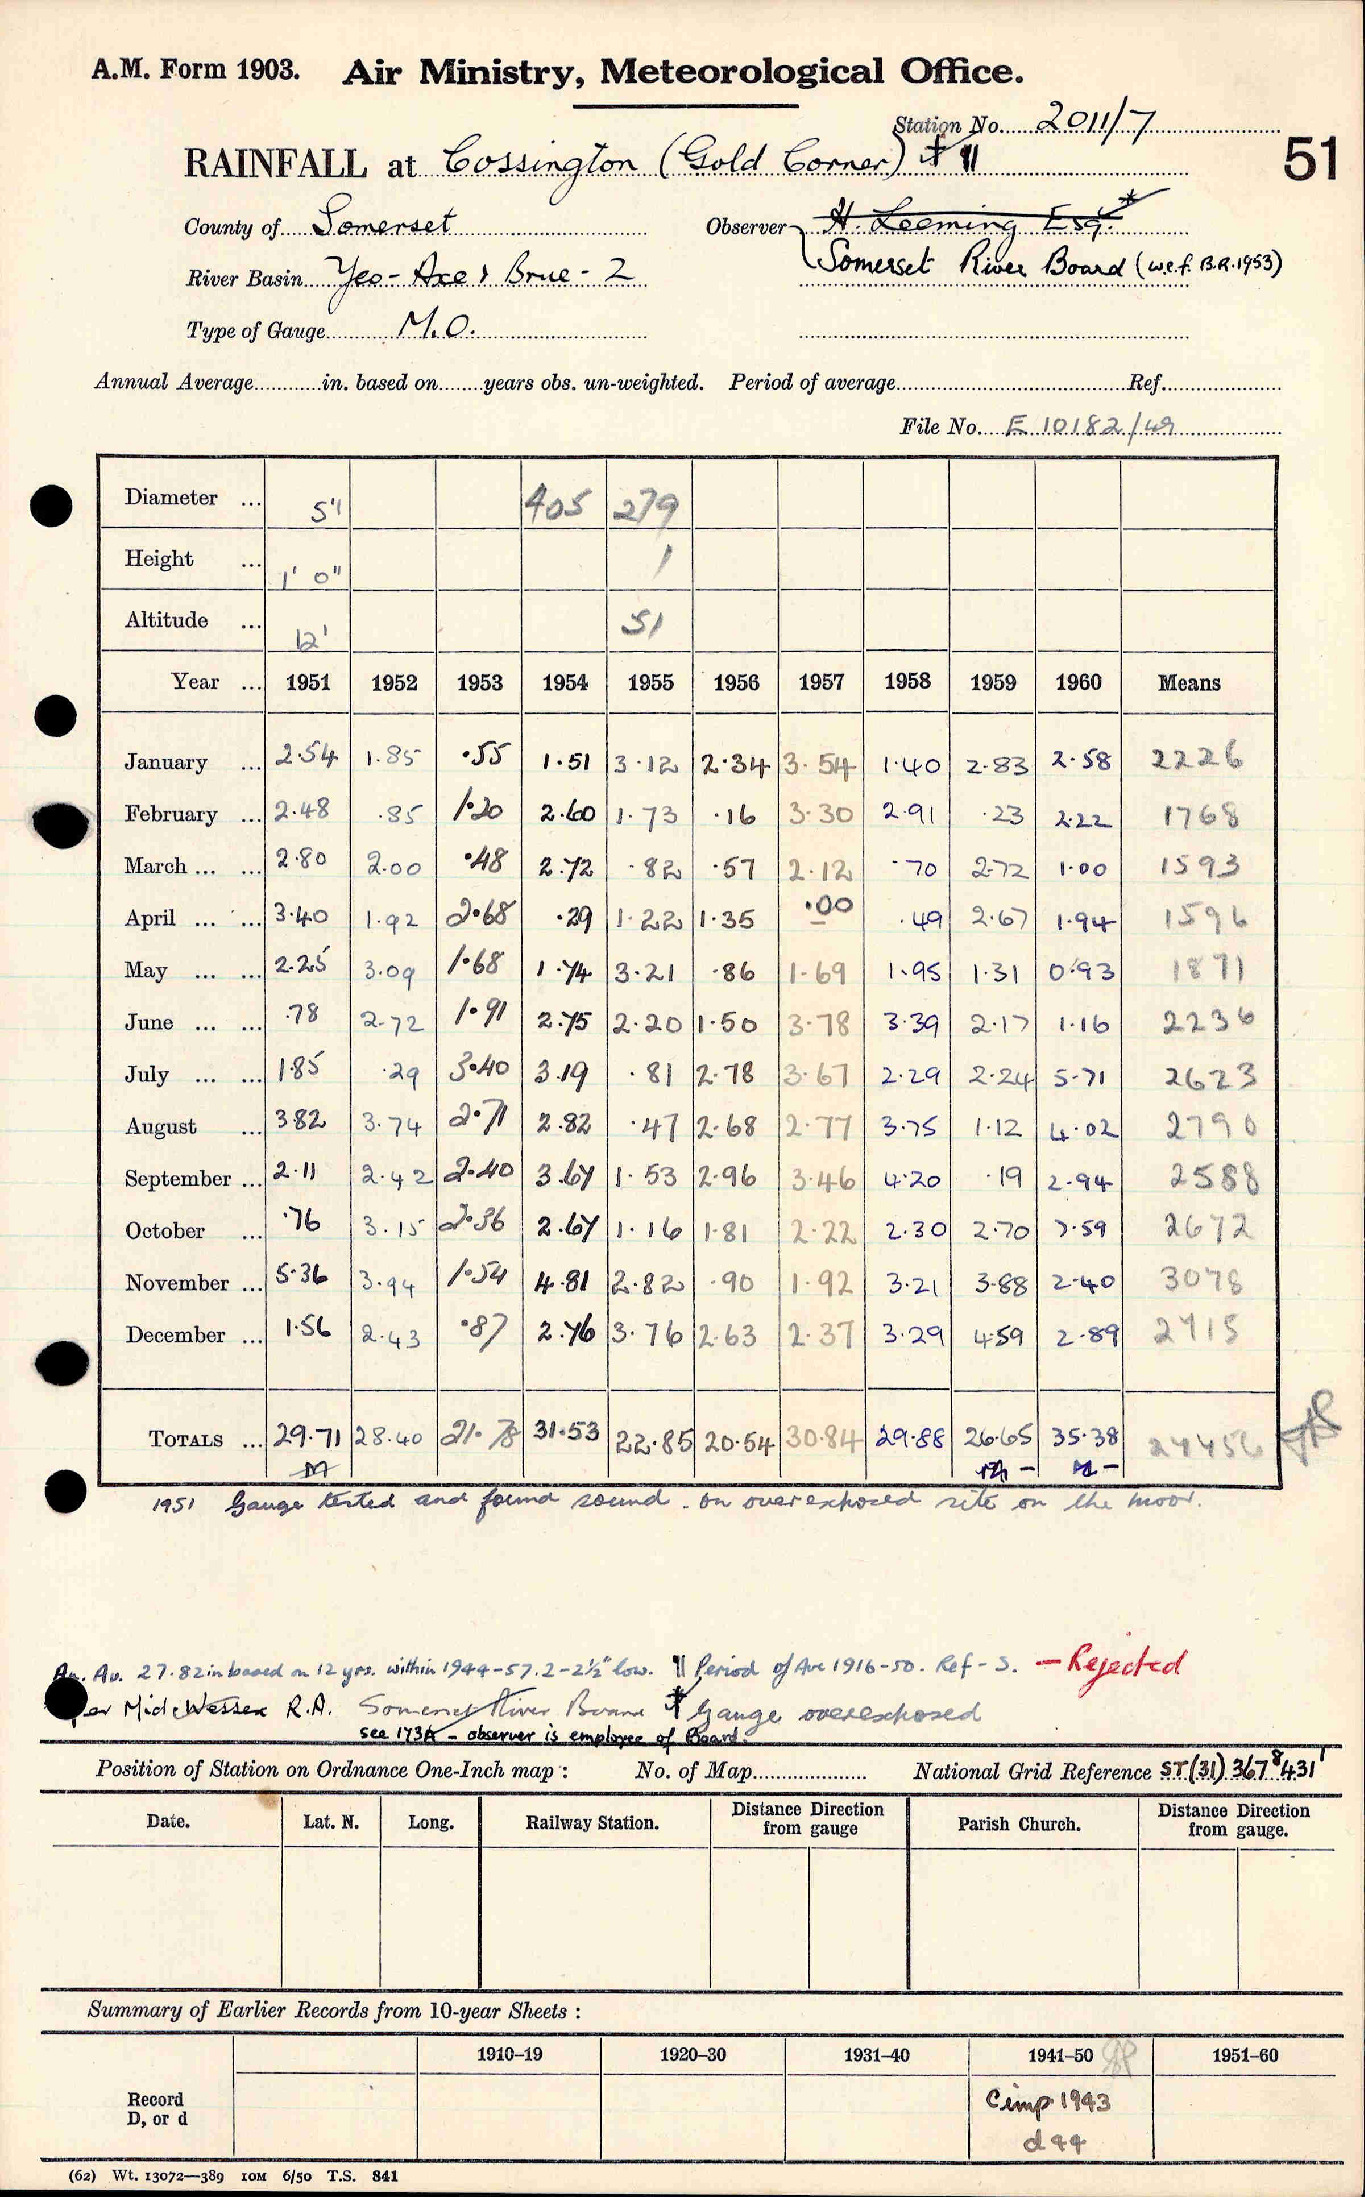 A.M. Form 1903. Air Ministry, Meteorological Office.
Station No. 2011/7
RAINFALL at Cossington (Gold Corner) ‡ ¶
51
County of Somerset Observer H. Leeming Esq. *
Somerset River Board (w.e.f. B.R. 1953)
River Basin Yeo - Axe & Brue - 2
Type of Gauge M.O.
Annual Average in. based on years obs. un-weighted. Period of average Ref.
File No. E 10182/49
Diameter ... 5" 405 279
Height ... 1' 0" 1
Altitude ... 12' 51
Year ... 1951 1952 1953 1954 1955 1956 1957 1958 1959 1960 Means
January ... 2.54 1.85 .55 1.51 3.12 2.34 3.54 1.40 2.83 2.58 2226
February ... 2.48 .85 1.20 2.60 1.73 .16 3.30 2.91 .23 2.22 1768
March ... ... 2.80 2.00 .48 2.72 .82 .57 2.12 .70 2.72 1.00 1593
April ... ... 3.40 1.92 2.68 .29 1.22 1.35 .00 .49 2.67 1.94 1596
May ... ... 2.25 3.09 1.68 1.74 3.21 .86 1.69 1.95 1.31 0.93 1871
June ... ... .78 2.72 1.91 2.75 2.20 1.50 3.78 3.39 2.17 1.16 2236
July ... ... 1.85 .29 3.40 3.19 .81 2.78 3.67 2.29 2.24 5.71 2623
August ... 3.82 3.74 2.71 2.82 .47 2.68 2.77 3.75 1.12 4.02 2790
September ... 2.11 2.42 2.40 3.67 1.53 2.96 3.46 4.20 .19 2.94 2588
October ... .76 3.15 2.36 2.67 1.16 1.81 2.22 2.30 2.70 7.59 2672
November ... 5.36 3.94 1.54 4.81 2.82 .90 1.92 3.21 3.88 2.40 3078
December ... 1.56 2.43 .87 2.76 3.76 2.63 2.37 3.29 4.59 2.89 2715
TOTALS ... 29.71 28.40 21.78 31.53 22.85 20.54 30.84 29.88 26.65 35.38 27756
1951 Gauge tested and found sound - on overexposed site on the moor.
An. Av. 27.82 in based on 12 yrs. within 1944-57. 2-2½" low. ¶ Period of Ave 1916-50. Ref - S. - Rejected
per Mid Wessex R.A. Somerset River Board ‡ Gauge overexposed
see 173A - observer is employee of Board.
Position of Station on Ordnance One-Inch map : No. of Map National Grid Reference ST(31) 367⁸ 431¹
Date. Lat. N. Long. Railway Station. Distance Direction from gauge Parish Church. Distance Direction from gauge.
Summary of Earlier Records from 10-year Sheets :
1910–19 1920–30 1931–40 1941–50 1951–60
Record
D, or d
Cimp 1943
d 44
(62) Wt. 13072—389 IOM 6/50 T.S. 841